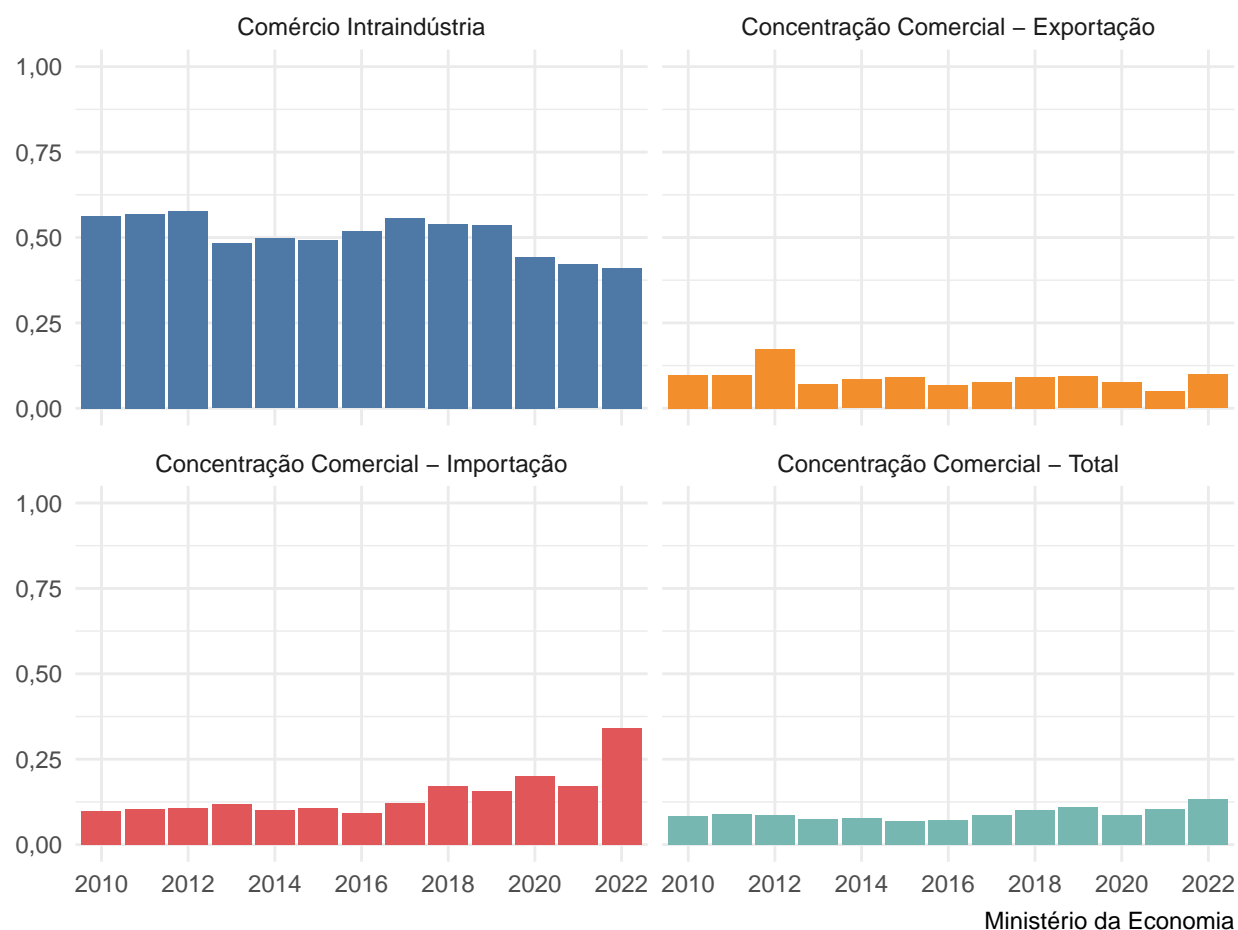 Comércio Intraindústria
Concentração Comercial – Exportação
1,00
0,75
0,50
0,25
0,00
Concentração Comercial – Importação
Concentração Comercial – Total
1,00
0,75
0,50
0,25
0,00
2010 2012 2014 2016 2018 2020 2022
2010 2012 2014 2016 2018 2020 2022
Ministério da Economia